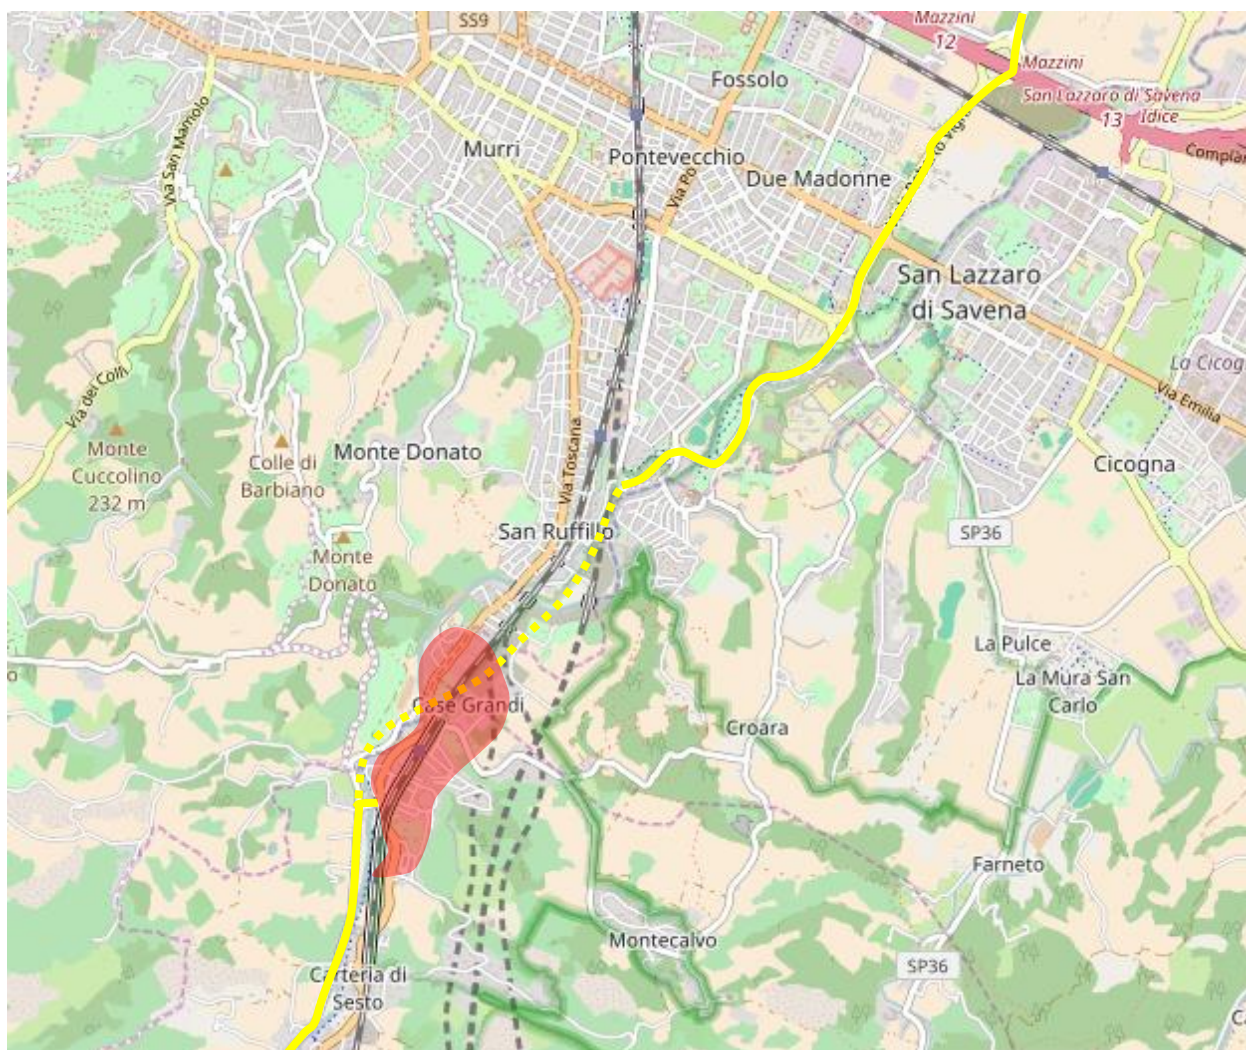 SS9
Mazzini
12
Mazzini
Fossolo
San Lazzaro di Savena
13
Idice
Via San Mamolo
Murri
Pontevecchio
Via Po
Due Madonne
San Lazzaro
di Savena
La Cicog
Via dei Colli
Via Emilia
Via Toscana
Monte
Cuccolino
232 m
Colle di
Barbiano
Monte Donato
Cicogna
San Ruffillo
SP36
Monte
Donato
La Pulce
La Mura San
Carlo
Case Grandi
Croara
Farneto
Montecalvo
SP36
Carteria di
Sesto